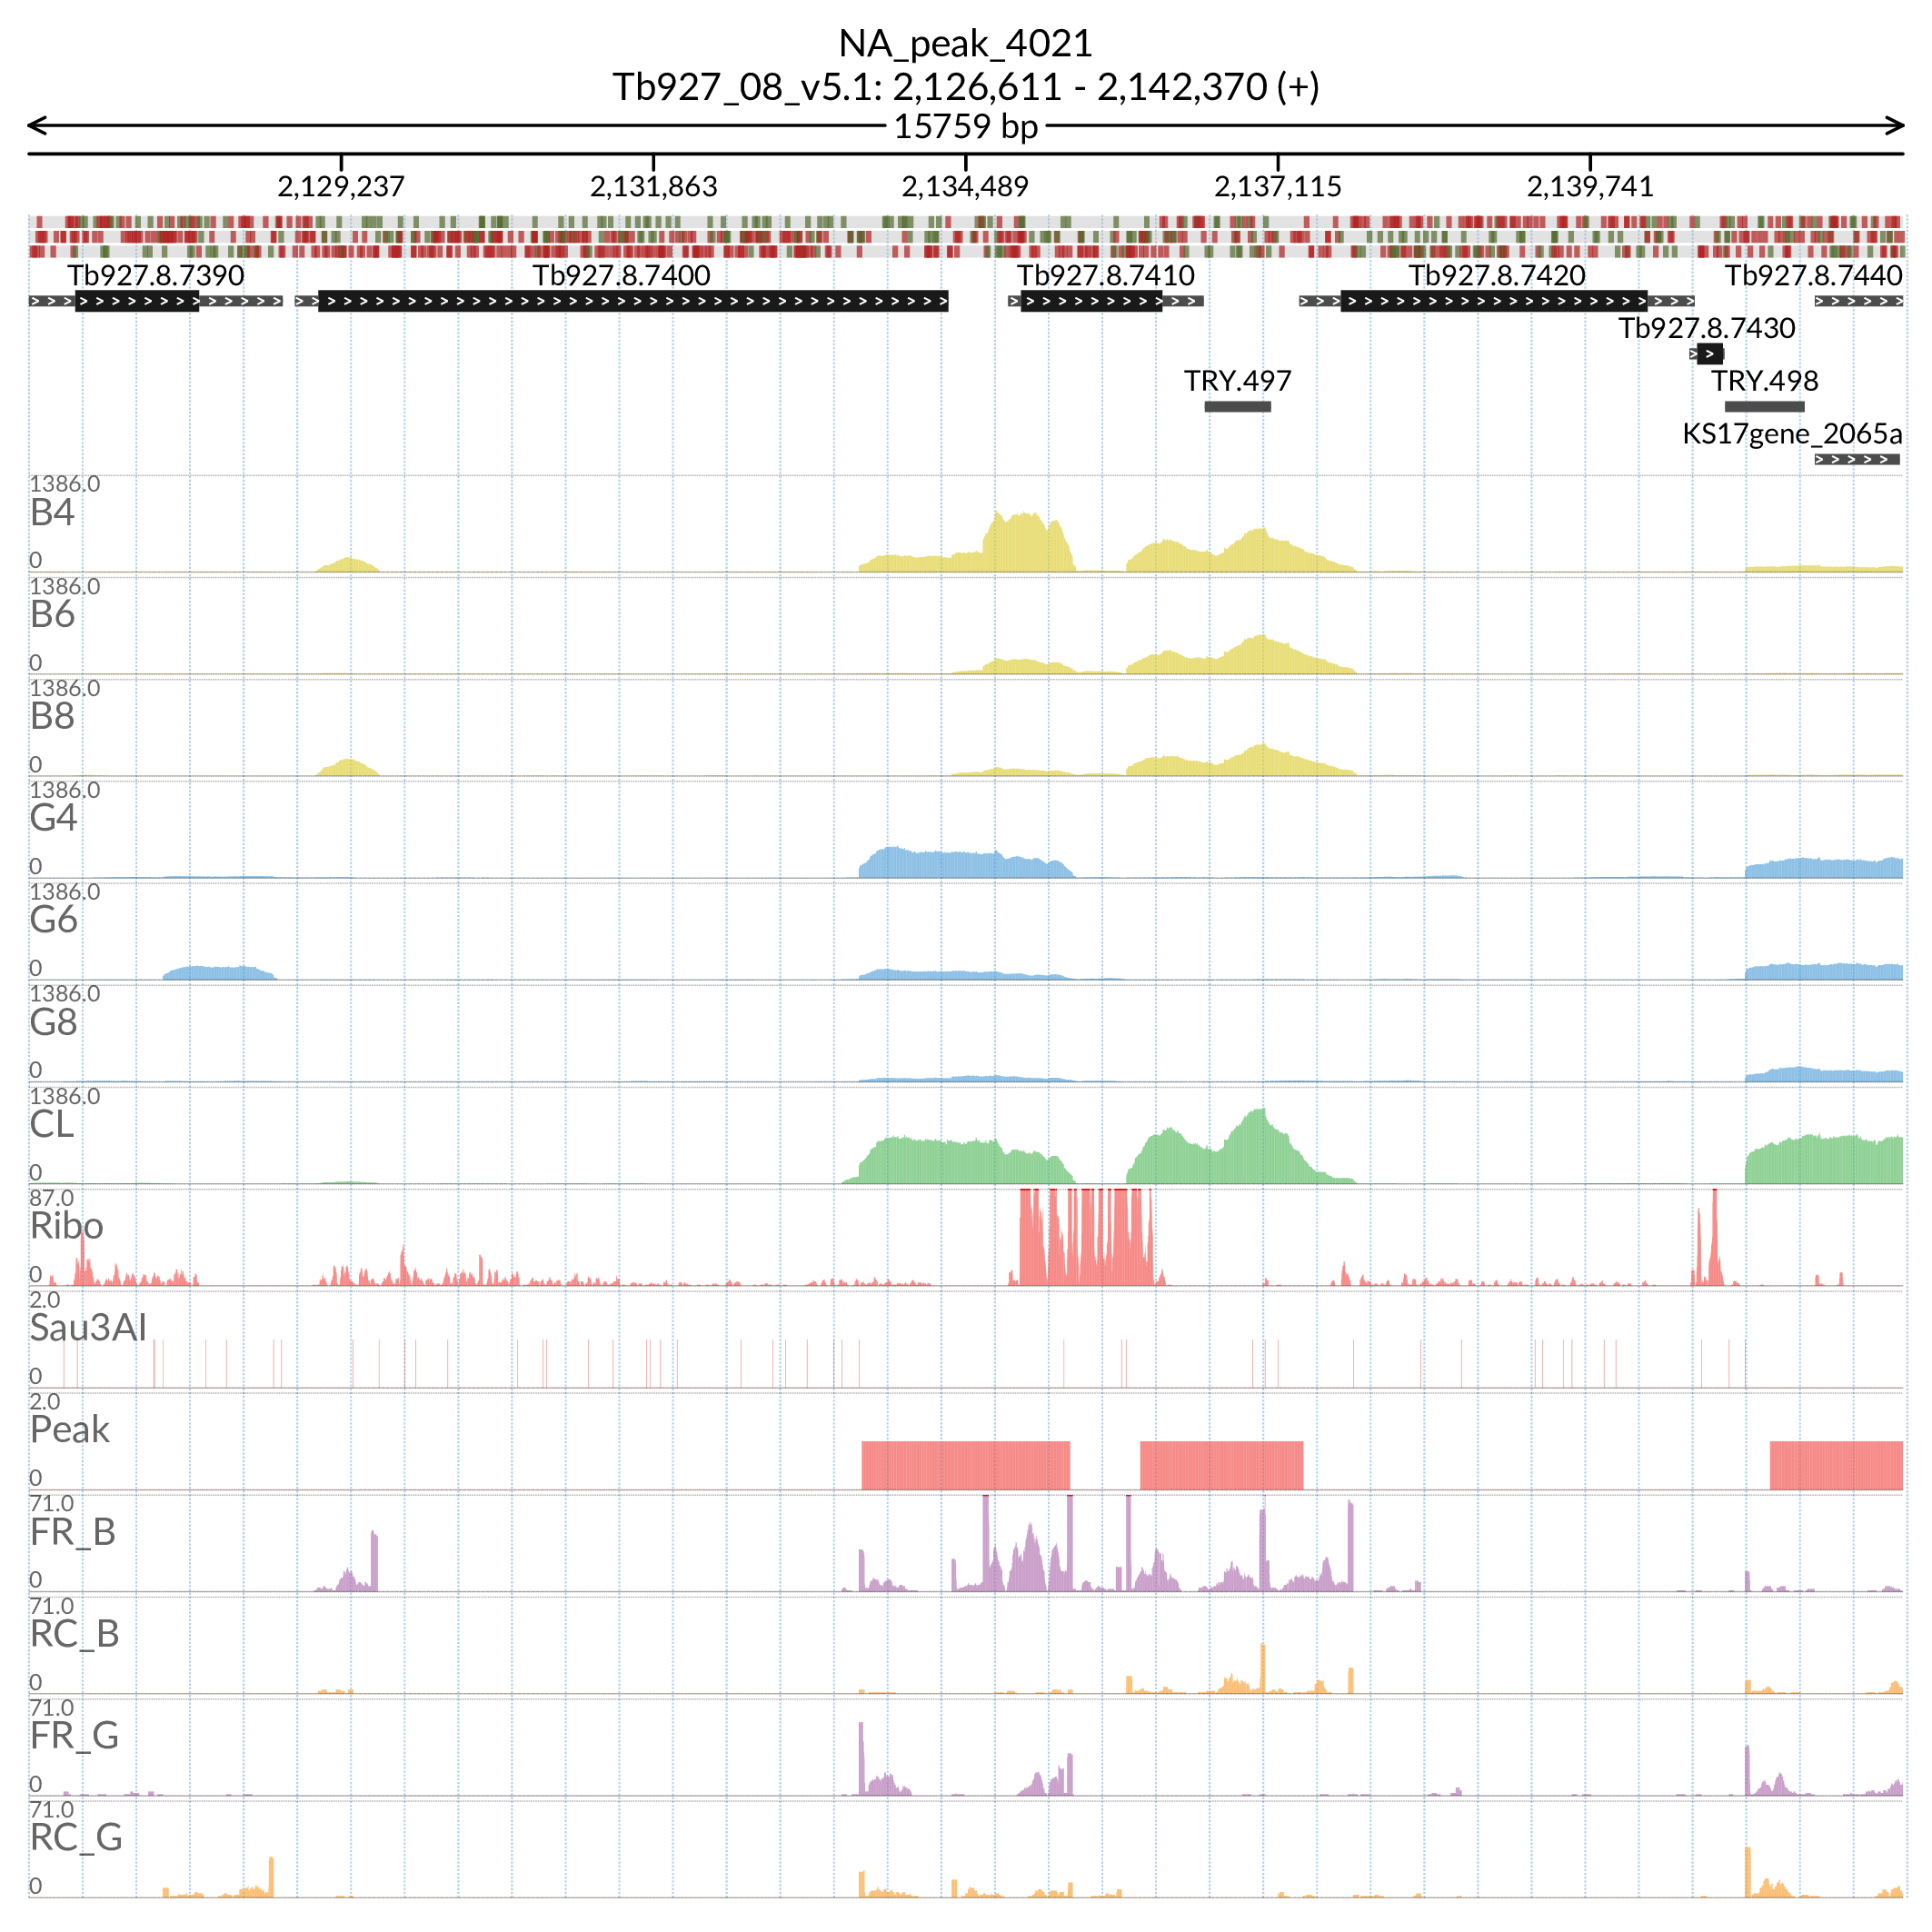 NA_peak_4021
Tb927_08_v5.1: 2,126,611 - 2,142,370 (+)
15759 bp
2,129,237 2,131,863 2,134,489 2,137,115 2,139,741
Tb927.8.7390 Tb927.8.7400 Tb927.8.7410 Tb927.8.7420 Tb927.8.7440
Tb927.8.7430
TRY.497 TRY.498
KS17gene_2065a
1386.0
B4
0
1386.0
B6
0
1386.0
B8
0
1386.0
G4
0
1386.0
G6
0
1386.0
G8
0
1386.0
CL
0
87.0
Ribo
0
2.0
Sau3AI
0
2.0
Peak
0
71.0
FR_B
0
71.0
RC_B
0
71.0
FR_G
0
71.0
RC_G
0